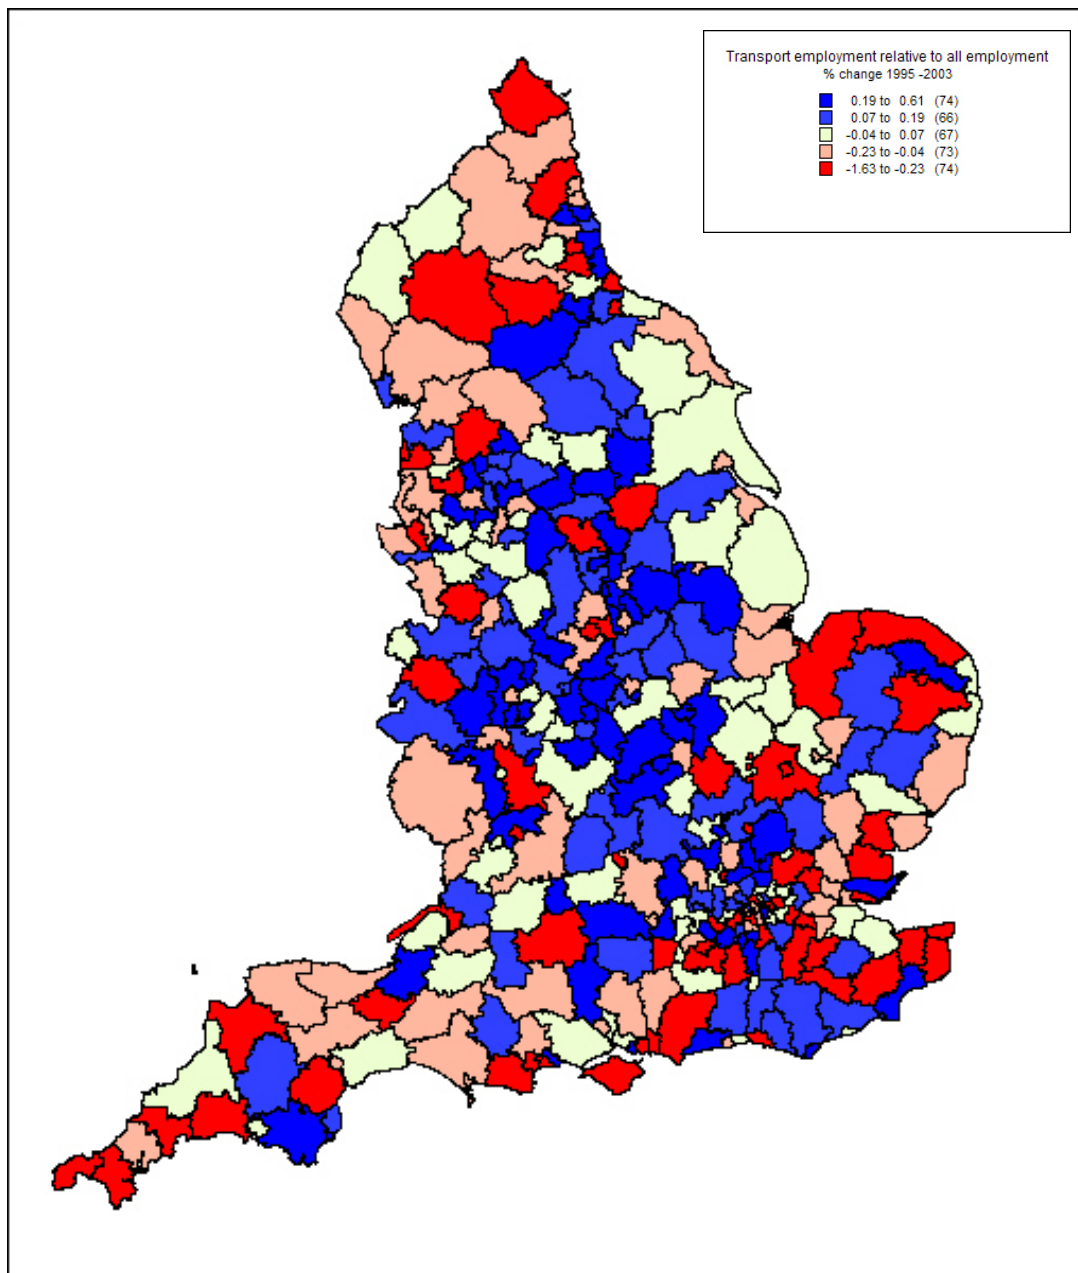 Transport employment relative to all employment
% change 1995 -2003
0.19 to 0.61 (74)
0.07 to 0.19 (66)
-0.04 to 0.07 (67)
-0.23 to -0.04 (73)
-1.63 to -0.23 (74)